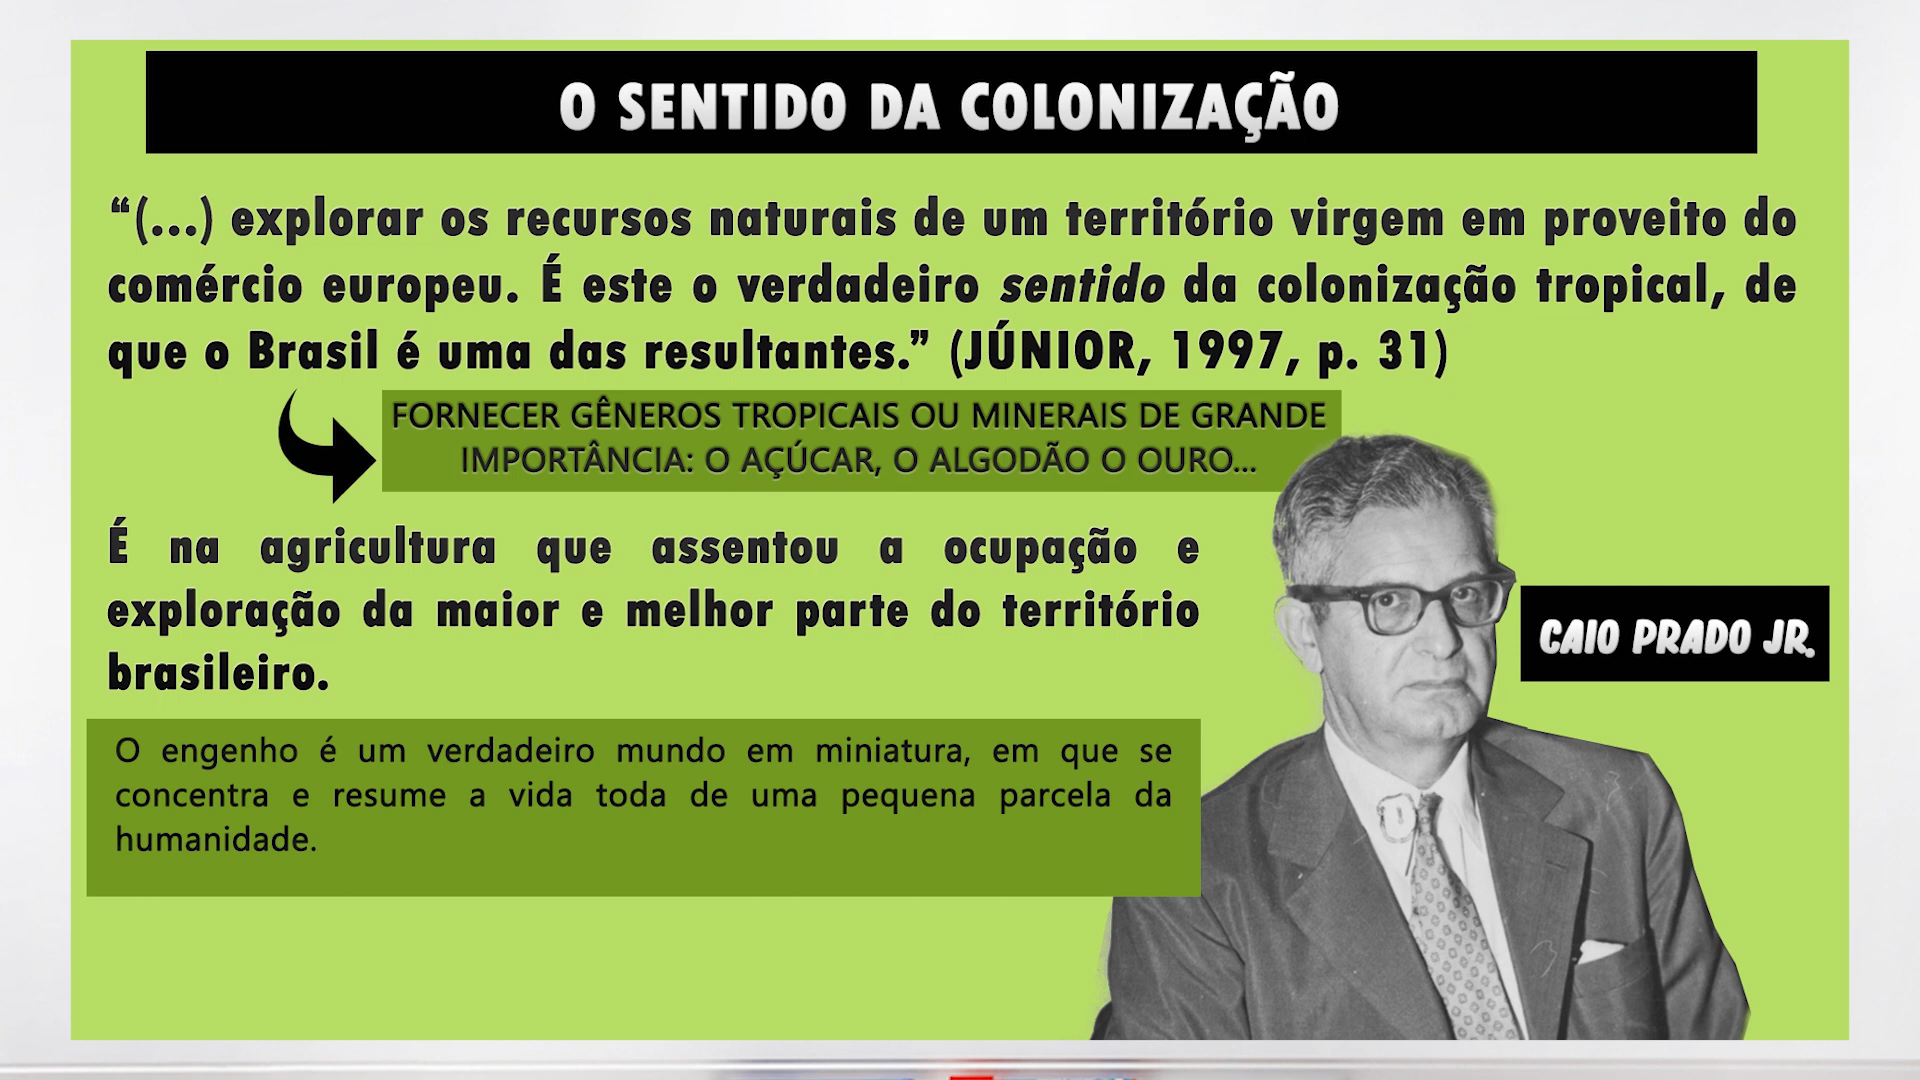 O SENTIDO DA COLONIZAÇÃO
“(...) explorar os recursos naturais de um território virgem em proveito do
comércio europeu. É este o verdadeiro sentido da colonização tropical, de
que o Brasil é uma das resultantes.” (JÚNIOR, 1997, p. 31)
FORNECER GÊNEROS TROPICAIS OU MINERAIS DE GRANDE
IMPORTÂNCIA: O AÇÚCAR, O ALGODÃO O OURO...
É na agricultura que assentou a ocupação e
exploração da maior e melhor parte do território
brasileiro.
CAIO PRADO JR.
O engenho é um verdadeiro mundo em miniatura, em que se
concentra e resume a vida toda de uma pequena parcela da
humanidade.